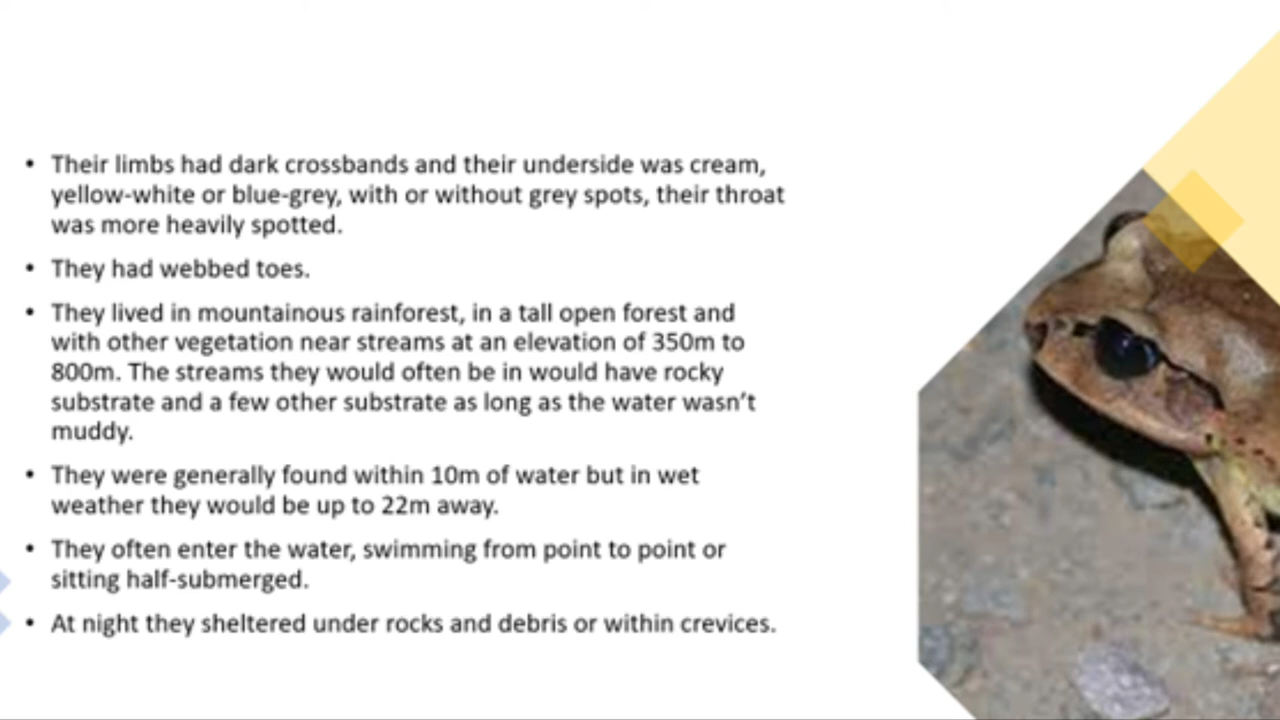 • Their limbs had dark crossbands and their underside was cream,
yellow-white or blue-grey, with or without grey spots, their throat
was more heavily spotted.
• They had webbed toes.
• They lived in mountainous rainforest, in a tall open forest and
with other vegetation near streams at an elevation of 350m to
800m. The streams they would often be in would have rocky
substrate and a few other substrate as long as the water wasn't
muddy.
• They were generally found within 10m of water but in wet
weather they would be up to 22m away.
• They often enter the water, swimming from point to point or
sitting half-submerged.
• At night they sheltered under rocks and debris or within crevices.